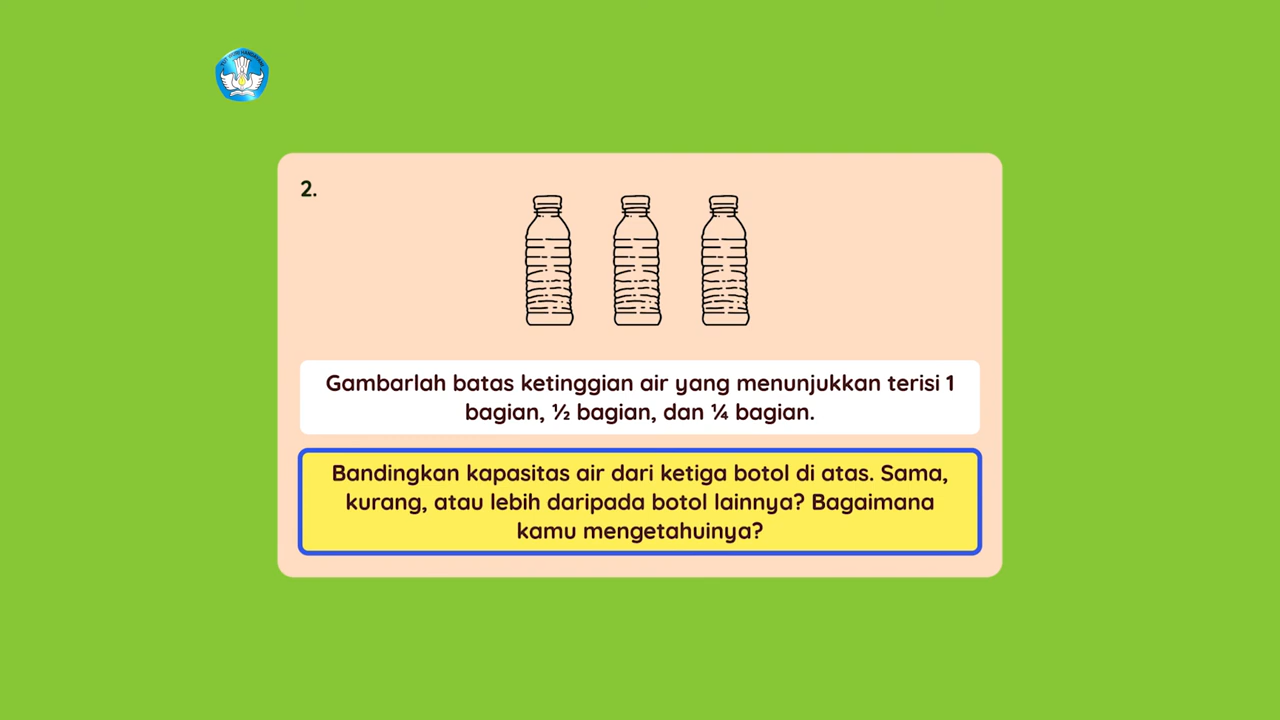 2.
Gambarlah batas ketinggian air yang menunjukkan terisi 1
bagian, ½ bagian, dan ¼ bagian.
Bandingkan kapasitas air dari ketiga botol di atas. Sama,
kurang, atau lebih daripada botol lainnya? Bagaimana
kamu mengetahuinya?